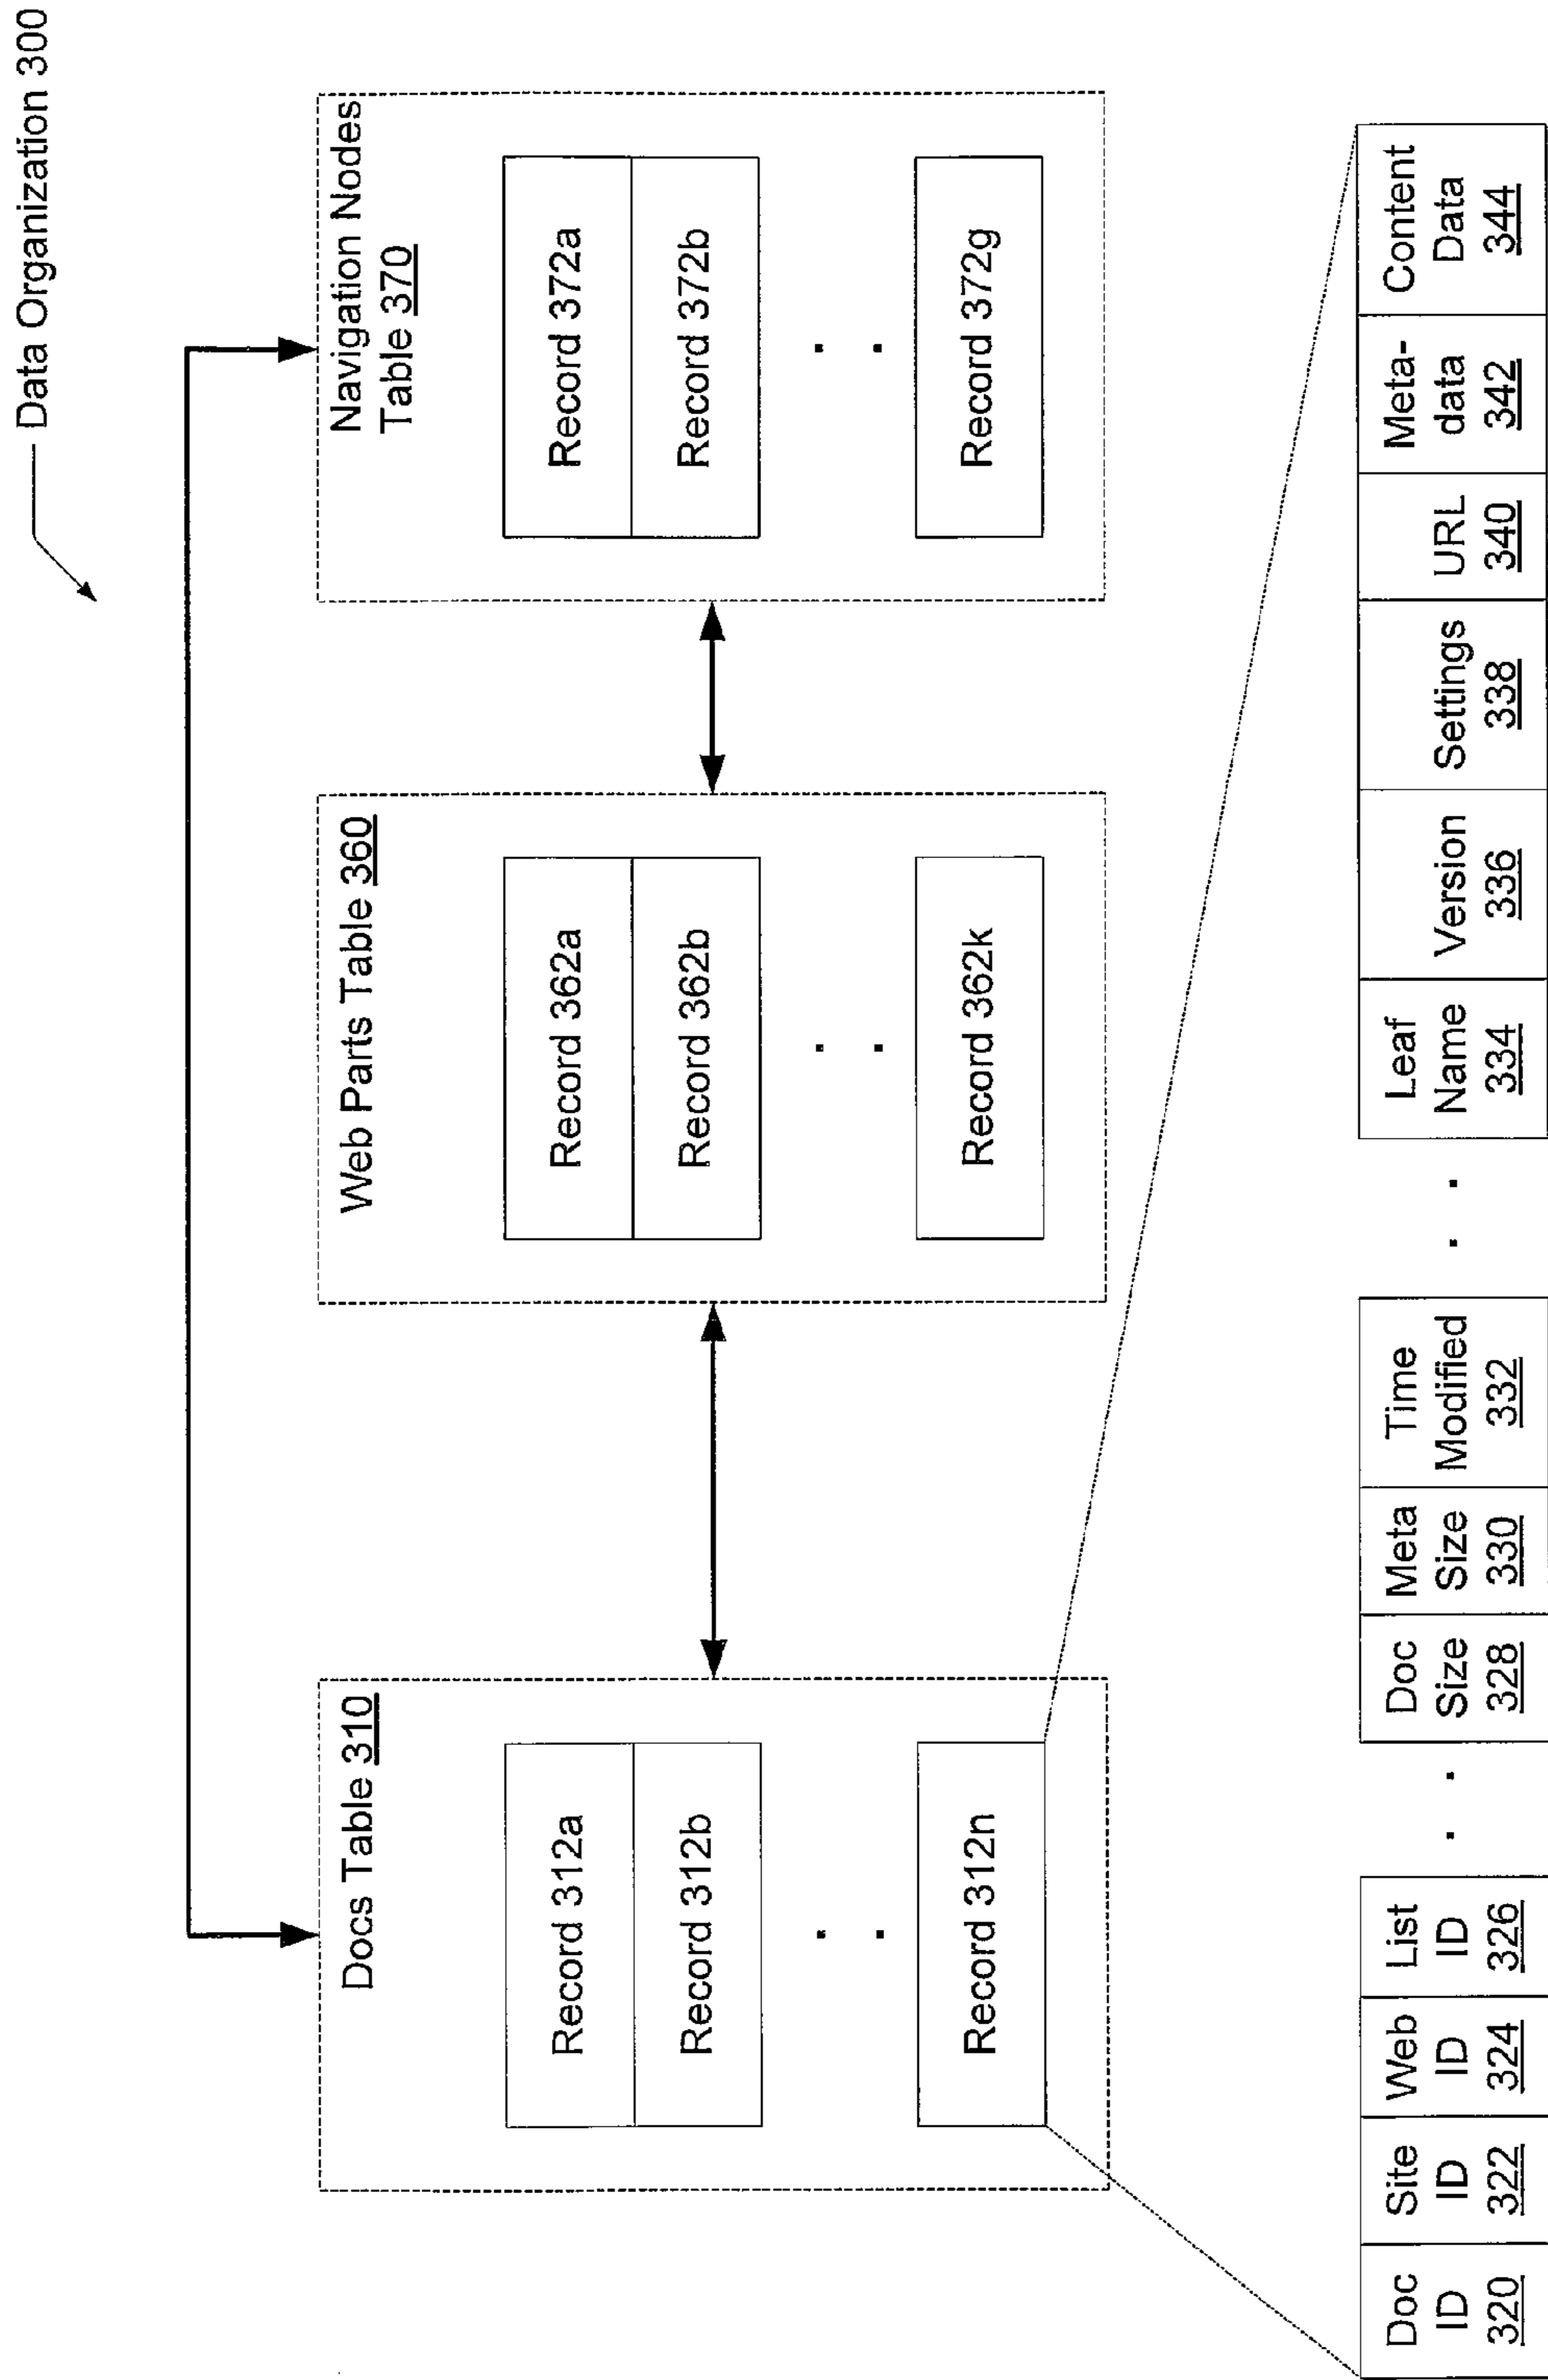 Data Organization 300
Docs Table 310
Record 312a
Record 312b
Record 312n
Web Parts Table 360
Record 362a
Record 362b
Record 362k
Navigation Nodes
Table 370
Record 372a
Record 372b
Record 372g
Doc
ID
320
Site
ID
322
Web
ID
324
List
ID
326
Doc
Size
328
Meta
Size
330
Time
Modified
332
Leaf
Name
334
Version
336
Settings
338
URL
340
Meta-
data
342
Content
Data
344